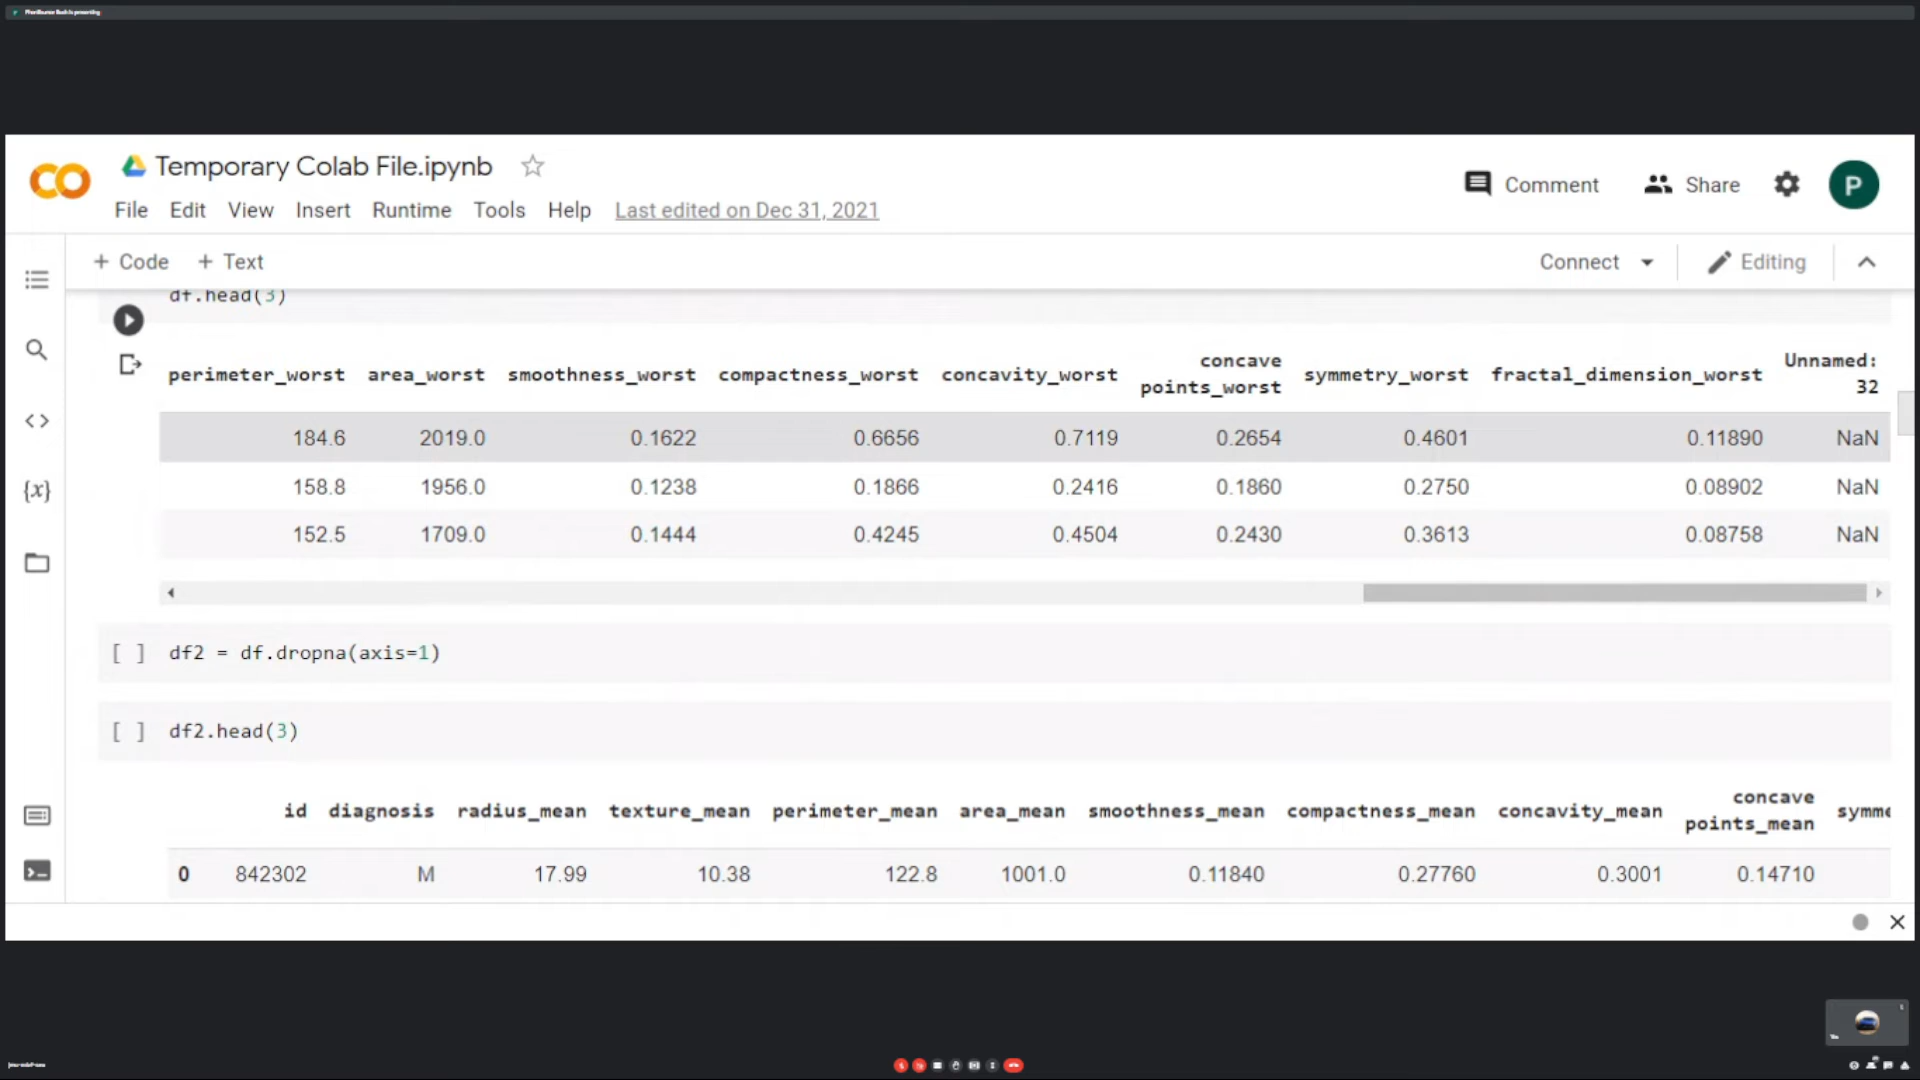 Temporary Colab File.ipynb
Comment Share P
File Edit View Insert Runtime Tools Help Last edited on Dec 31, 2021
+ Code + Text Connect Editing
df.head(3)
perimeter_worst area_worst smoothness_worst compactness_worst concavity_worst concave points_worst symmetry_worst fractal_dimension_worst Unnamed: 32
184.6 2019.0 0.1622 0.6656 0.7119 0.2654 0.4601 0.11890 NaN
158.8 1956.0 0.1238 0.1866 0.2416 0.1860 0.2750 0.08902 NaN
152.5 1709.0 0.1444 0.4245 0.4504 0.2430 0.3613 0.08758 NaN
[ ] df2 = df.dropna(axis=1)
[ ] df2.head(3)
id diagnosis radius_mean texture_mean perimeter_mean area_mean smoothness_mean compactness_mean concavity_mean concave points_mean symme
0 842302 M 17.99 10.38 122.8 1001.0 0.11840 0.27760 0.3001 0.14710